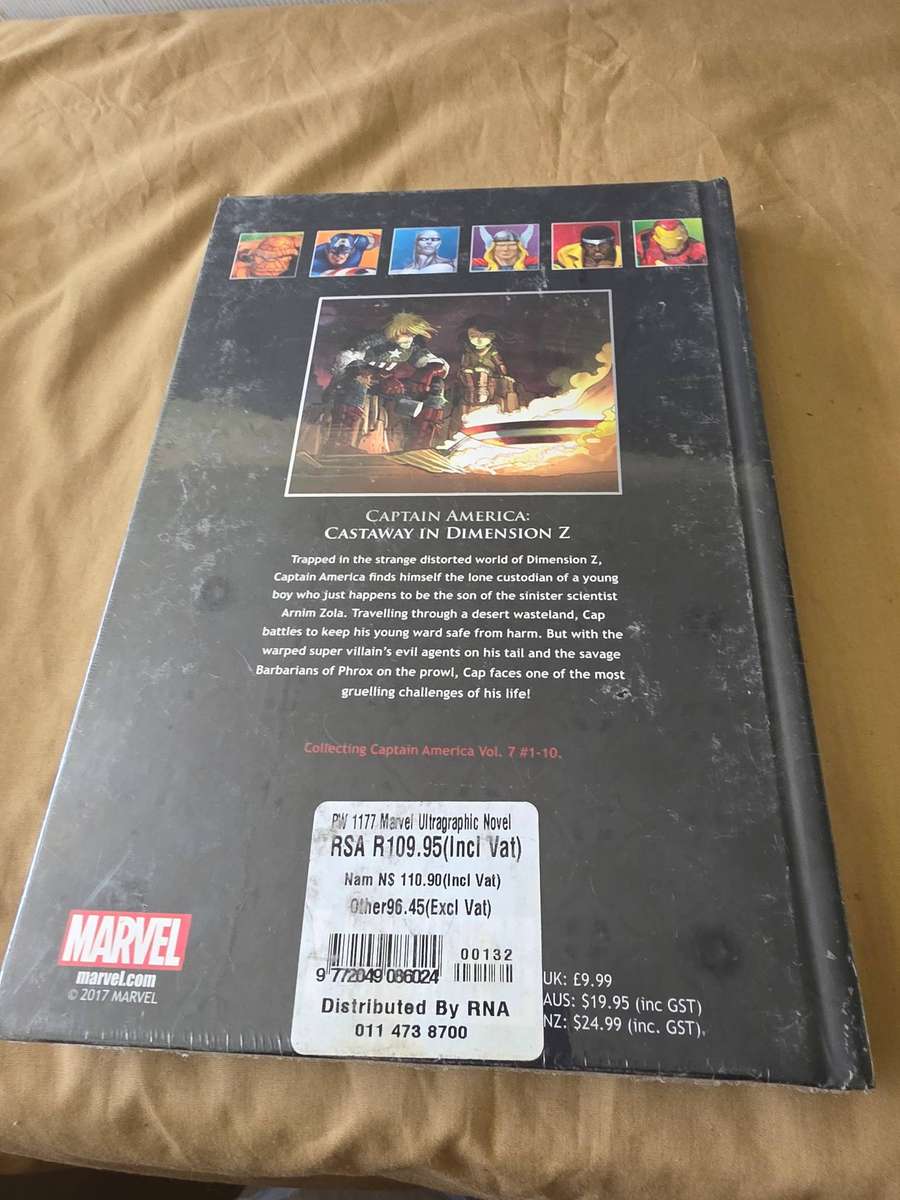 CAPTAIN AMERICA:
CASTAWAY IN DIMENSION Z
Trapped in the strange distorted world of Dimension Z,
Captain America finds himself the lone custodian of a young
boy who just happens to be the son of the sinister scientist
Arnim Zola. Travelling through a desert wasteland, Cap
battles to keep his young ward safe from harm. But with the
warped super villain's evil agents on his tail and the savage
Barbarians of Phrox on the prowl, Cap faces one of the most
gruelling challenges of his life!
Collecting Captain America Vol. 7 #1-10.
PW 1177 Marvel Ultragraphic Novel
RSA R109.95(Incl Vat)
Nam N$ 110.90(Incl Vat)
Other96.45(Excl Vat)
00132
9 772049 086024
Distributed By RNA
011 473 8700
MARVEL
marvel.com
© 2017 MARVEL
UK: £9.99
AUS: $19.95 (inc GST)
NZ: $24.99 (inc. GST).